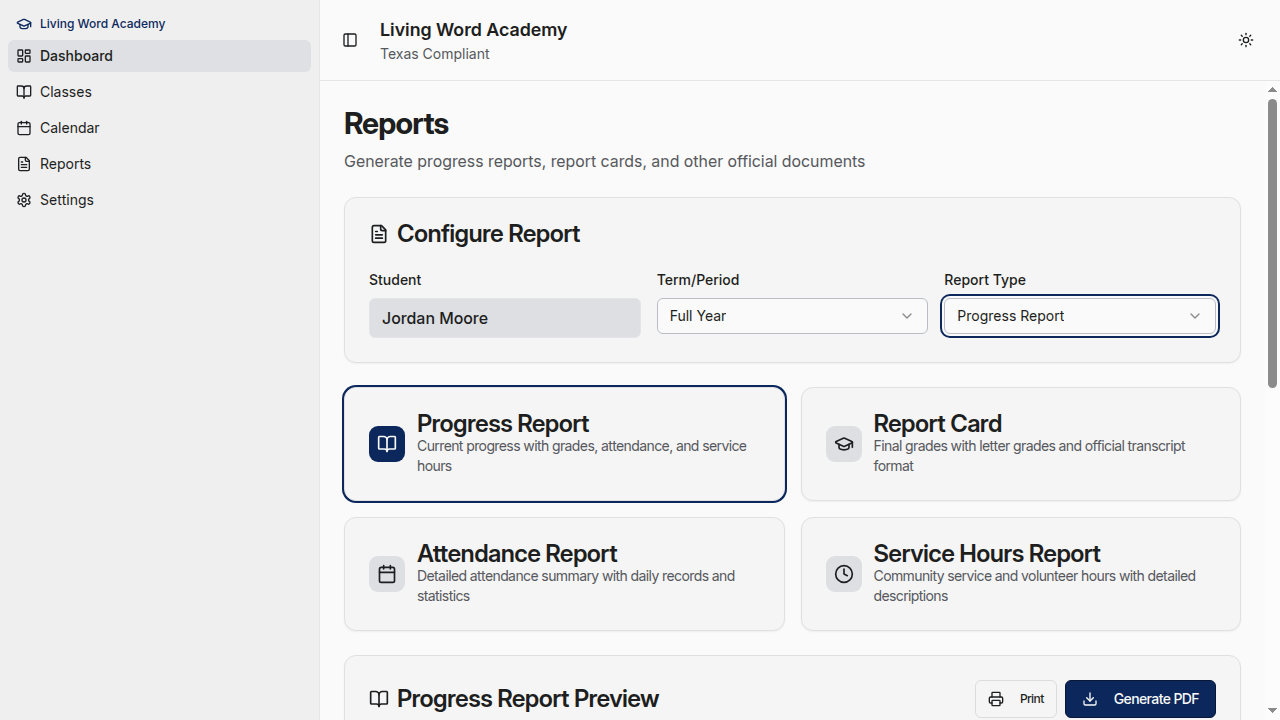 Living Word Academy
Dashboard
Classes
Calendar
Reports
Settings
Living Word Academy
Texas Compliant
Reports
Generate progress reports, report cards, and other official documents
Configure Report
Student
Term/Period
Report Type
Jordan Moore
Full Year
Progress Report
Progress Report
Current progress with grades, attendance, and service
hours
Report Card
Final grades with letter grades and official transcript
format
Attendance Report
Detailed attendance summary with daily records and
statistics
Service Hours Report
Community service and volunteer hours with detailed
descriptions
Progress Report Preview
Print
Generate PDF